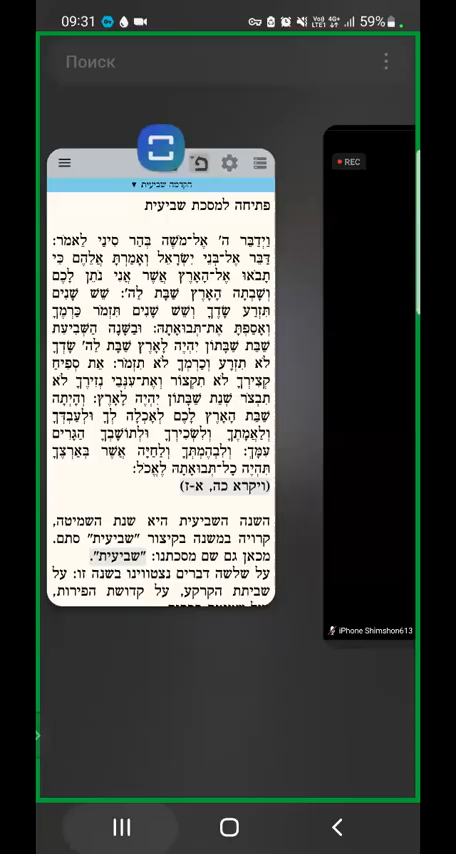 09:31
Vo)) 4G+
LTE1
59%
Поиск
REC
הקדמה שביעית ▼
פתיחה למסכת שביעית
וַיְדַבֵּר ה' אֶל־מֹשֶׁה בְּהַר סִינַי לֵאמֹר:
דַּבֵּר אֶל־בְּנֵי יִשְׂרָאֵל וְאָמַרְתָּ אֲלֵהֶם כִּי
תָבֹאוּ אֶל־הָאָרֶץ אֲשֶׁר אֲנִי נֹתֵן לָכֶם
וְשָׁבְתָה הָאָרֶץ שַׁבָּת לַה': שֵׁשׁ שָׁנִים
תִּזְרַע שָׂדֶךָ וְשֵׁשׁ שָׁנִים תִּזְמֹר כַּרְמֶךָ
וְאָסַפְתָּ אֶת־תְּבוּאָתָהּ: וּבַשָּׁנָה הַשְּׁבִיעִת
שַׁבַּת שַׁבָּתוֹן יִהְיֶה לָאָרֶץ שַׁבָּת לַה' שָׂדְךָ
לֹא תִזְרָע וְכַרְמְךָ לֹא תִזְמֹר: אֵת סְפִיחַ
קְצִירְךָ לֹא תִקְצוֹר וְאֶת־עִנְּבֵי נְזִירֶךָ לֹא
תִבְצֹר שְׁנַת שַׁבָּתוֹן יִהְיֶה לָאָרֶץ: וְהָיְתָה
שַׁבַּת הָאָרֶץ לָכֶם לְאָכְלָה לְךָ וּלְעַבְדְּךָ
וְלַאֲמָתֶךָ וְלִשְׂכִירְךָ וּלְתוֹשָׁבְךָ הַגָּרִים
עִמָּךְ: וְלִבְהֶמְתְּךָ וְלַחַיָּה אֲשֶׁר בְּאַרְצֶךָ
תִּהְיֶה כָל־תְּבוּאָתָהּ לֶאֱכֹל:
(ויקרא כה, א-ז)
השנה השביעית היא שנת השמיטה,
קרויה במשנה בקיצור "שביעית" סתם.
מכאן גם שם מסכתנו: "שביעית".
על שלשה דברים נצטווינו בשנה זו: על
שביתת הקרקע, על קדושת הפירות,
iPhone Shimshon613